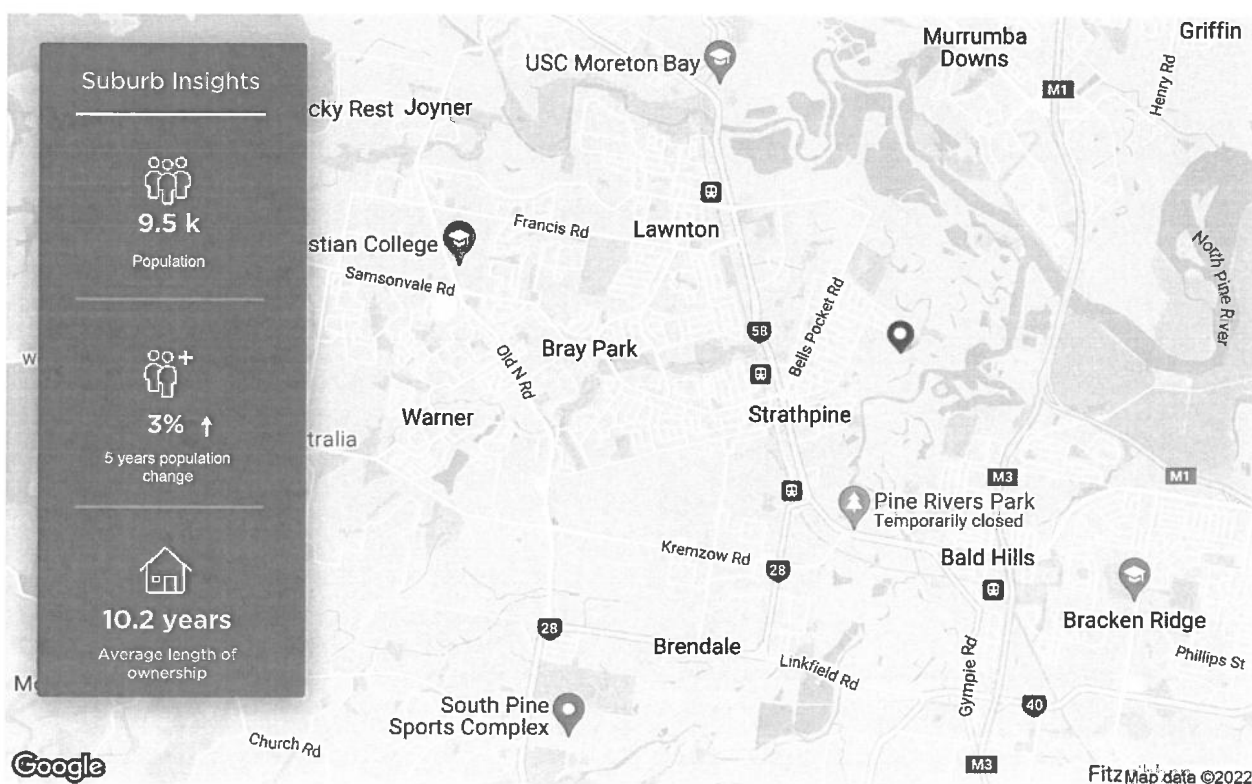 Suburb Insights
9.5 k
Population
3%
5 years population
change
10.2 years
Average length of
ownership
USC Moreton Bay
Murrumba
Downs
Griffin
cky Rest
Joyner
M1
Henry Rd
Francis Rd
Lawnton
stian College
Samsonvale Rd
North Pine River
Bells Pocket Rd
58
Bray Park
Old N Rd
Warner
Strathpine
tralia
M3
M1
Pine Rivers Park
Temporarily closed
Kremzow Rd
28
Bald Hills
Bracken Ridge
28
Brendale
Linkfield Rd
Phillips St
Gympie Rd
40
South Pine
Sports Complex
Church Rd
M3
Google
Map data ©2022